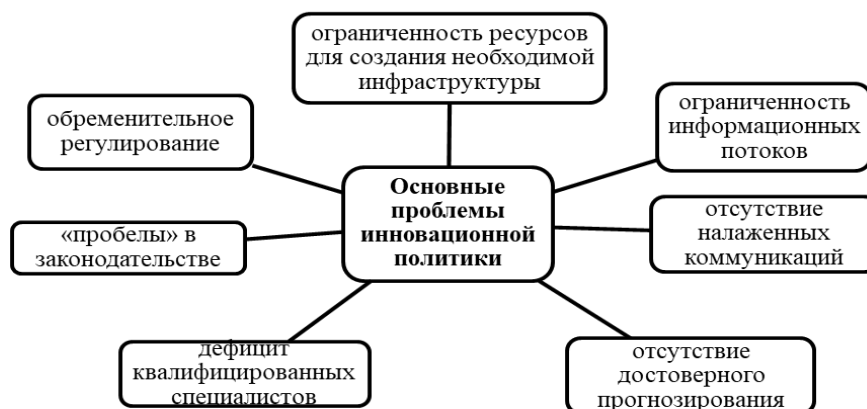 ограниченность ресурсов
для создания необходимой
инфраструктуры
обременительное
регулирование
ограниченность
информационных
потоков
Основные
проблемы
инновационной
политики
«пробелы» в
законодательстве
отсутствие
налаженных
коммуникаций
дефицит
квалифицированных
специалистов
отсутствие
достоверного
прогнозирования